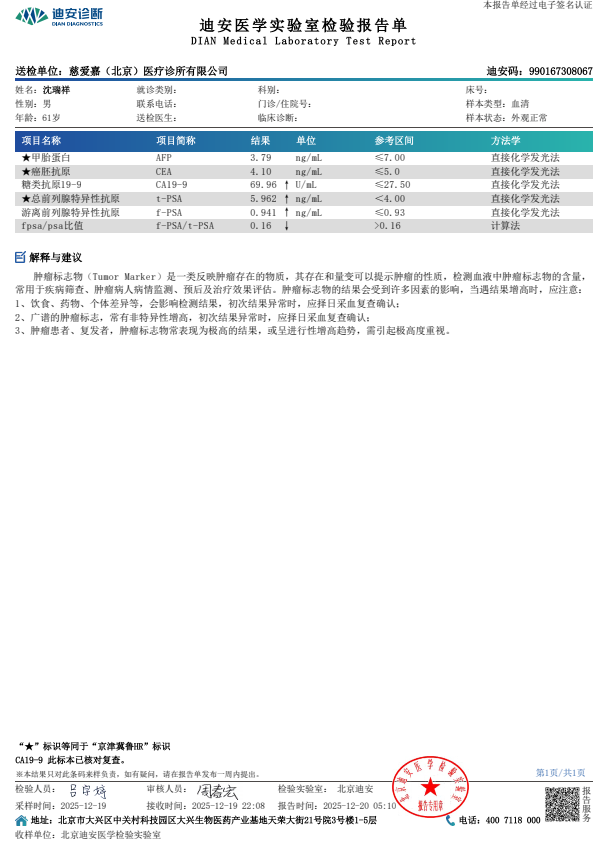 本报告单经过电子签名认证
迪安诊断
DIAN DIAGNOSTICS
迪安医学实验室检验报告单
DIAN Medical Laboratory Test Report
送检单位：慈爱嘉（北京）医疗诊所有限公司 迪安码：990167308067
姓名：沈瑞祥 就诊类别： 科别： 床号：
性别：男 联系电话： 门诊/住院号： 样本类型：血清
年龄：61岁 送检医生： 临床诊断： 样本状态：外观正常
项目名称 项目简称 结果 单位 参考区间 方法学
★甲胎蛋白 AFP 3.79 ng/mL ≤7.00 直接化学发光法
★癌胚抗原 CEA 4.10 ng/mL ≤5.0 直接化学发光法
糖类抗原19-9 CA19-9 69.96 ↑ U/mL ≤27.50 直接化学发光法
★总前列腺特异性抗原 t-PSA 5.962 ↑ ng/mL <4.00 直接化学发光法
游离前列腺特异性抗原 f-PSA 0.941 ↑ ng/mL ≤0.93 直接化学发光法
fpsa/psa比值 f-PSA/t-PSA 0.16 ↓ >0.16 计算法
解释与建议
肿瘤标志物（Tumor Marker）是一类反映肿瘤存在的物质，其存在和量变可以提示肿瘤的性质，检测血液中肿瘤标志物的含量，
常用于疾病筛查、肿瘤病人病情监测、预后及治疗效果评估。肿瘤标志物的结果会受到许多因素的影响，当遇结果增高时，应注意：
1、饮食、药物、个体差异等，会影响检测结果，初次结果异常时，应择日采血复查确认；
2、广谱的肿瘤标志，常有非特异性增高，初次结果异常时，应择日采血复查确认；
3、肿瘤患者、复发者，肿瘤标志物常表现为极高的结果，或呈进行性增高趋势，需引起极高度重视。
“★”标识等同于“京津冀鲁HR”标识
CA19-9 此标本已核对复查。
※本结果只对此条码来样负责，如有疑问，请在报告单发布一周内提出。 第1页/共1页
检验人员： 审核人员： 检验实验室： 北京迪安
采样时间：2025-12-19 接收时间：2025-12-19 22:08 报告时间：2025-12-20 05:10
报告专用章
报告服务
地址：北京市大兴区中关村科技园区大兴生物医药产业基地天荣大街21号院3号楼1-5层 电话：400 7118 000
收样单位：北京迪安医学检验实验室